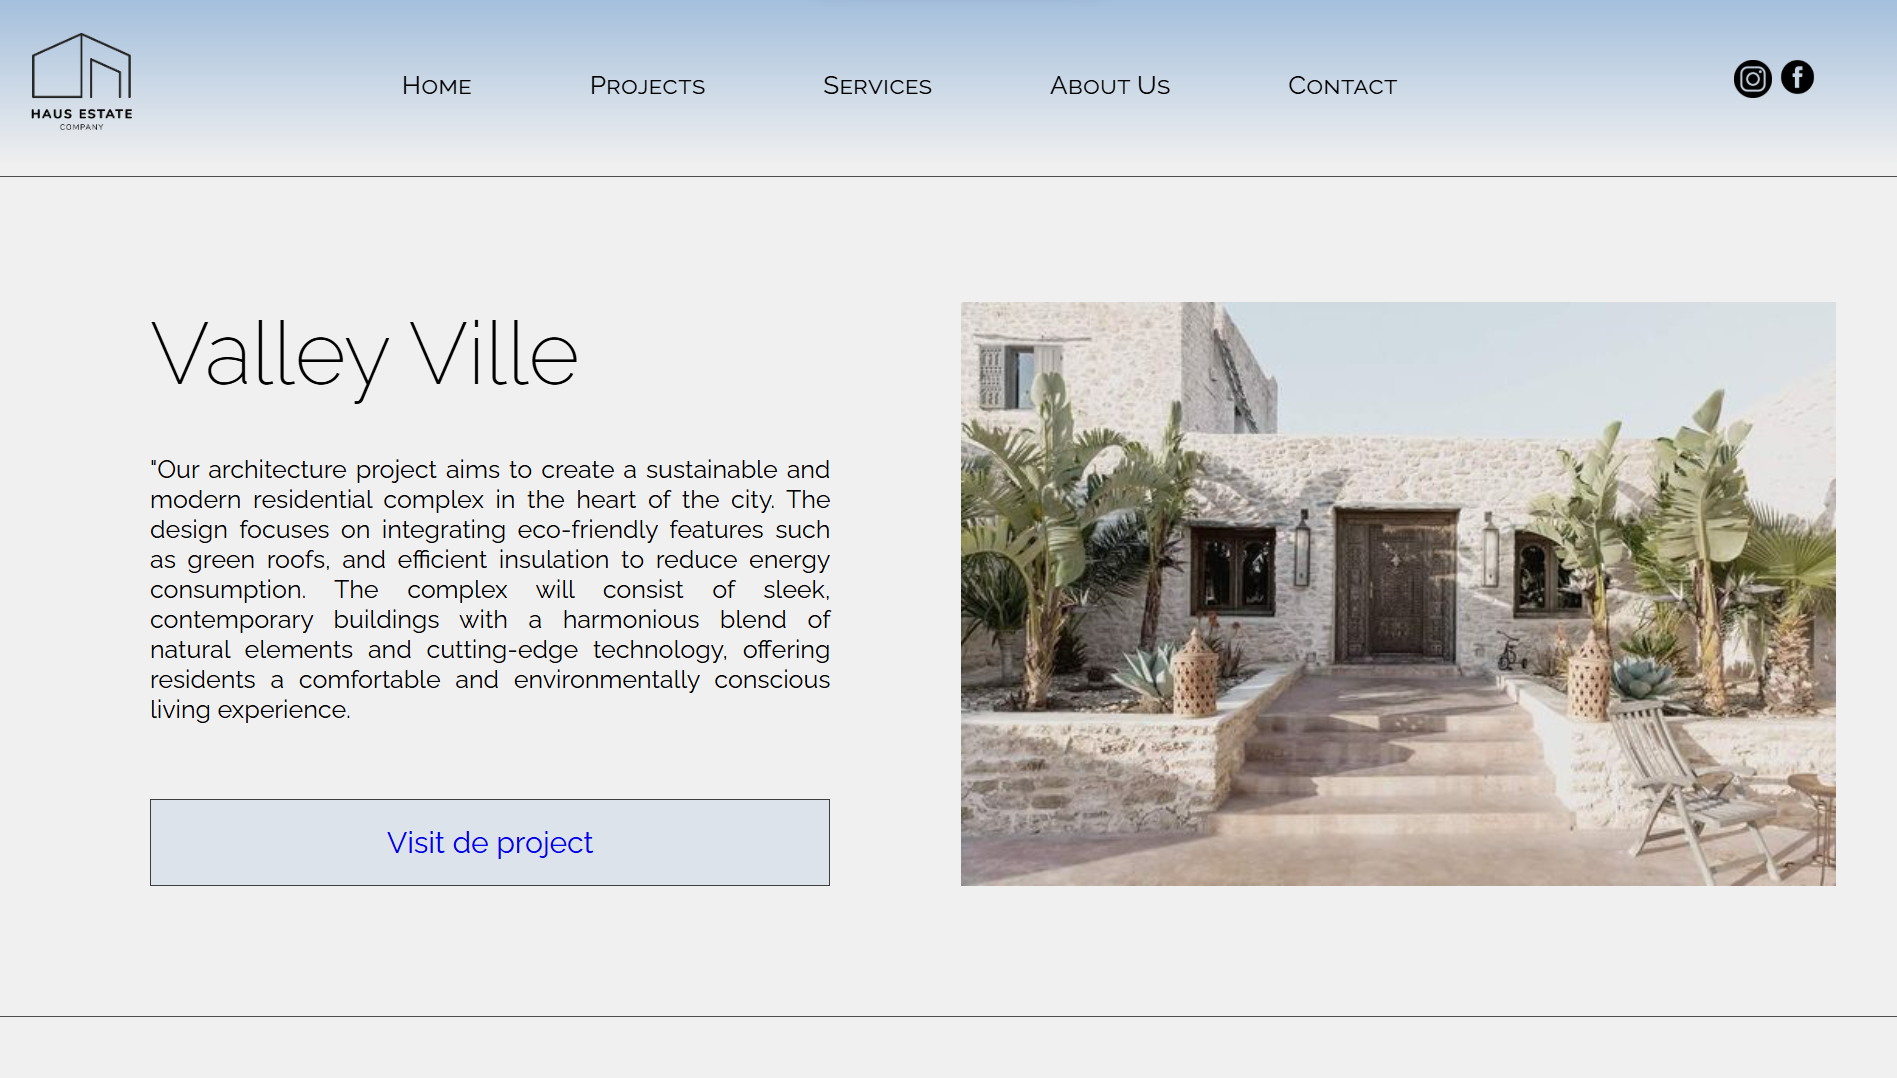 HAUS ESTATE
COMPANY
Home
Projects
Services
About Us
Contact
Valley Ville
"Our architecture project aims to create a sustainable and
modern residential complex in the heart of the city. The
design focuses on integrating eco-friendly features such
as green roofs, and efficient insulation to reduce energy
consumption. The complex will consist of sleek,
contemporary buildings with a harmonious blend of
natural elements and cutting-edge technology, offering
residents a comfortable and environmentally conscious
living experience.
Visit de project